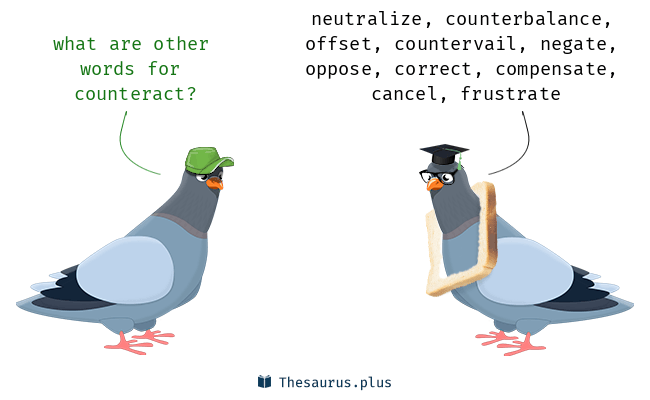 what are other
words for
counteract?
neutralize, counterbalance,
offset, countervail, negate,
oppose, correct, compensate,
cancel, frustrate
Thesaurus.plus